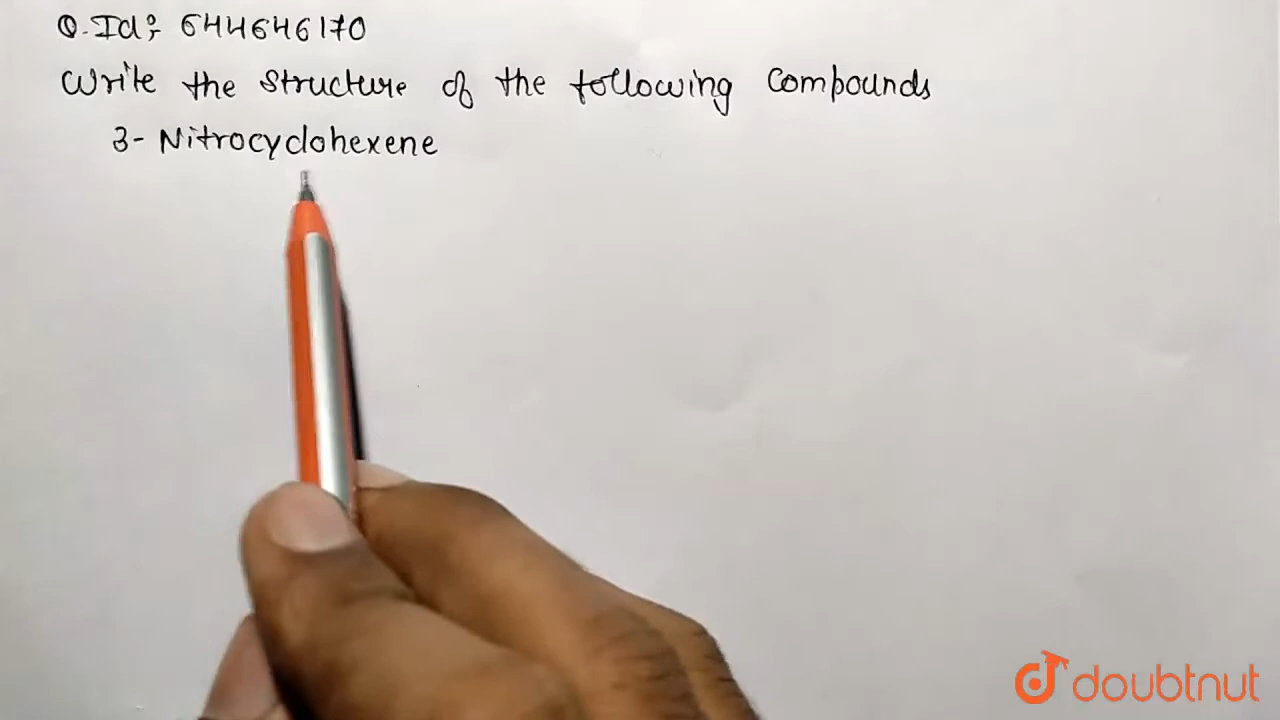 Q.Id:- 644646170
Write the structure of the following compounds
3- Nitrocyclohexene
doubtnut